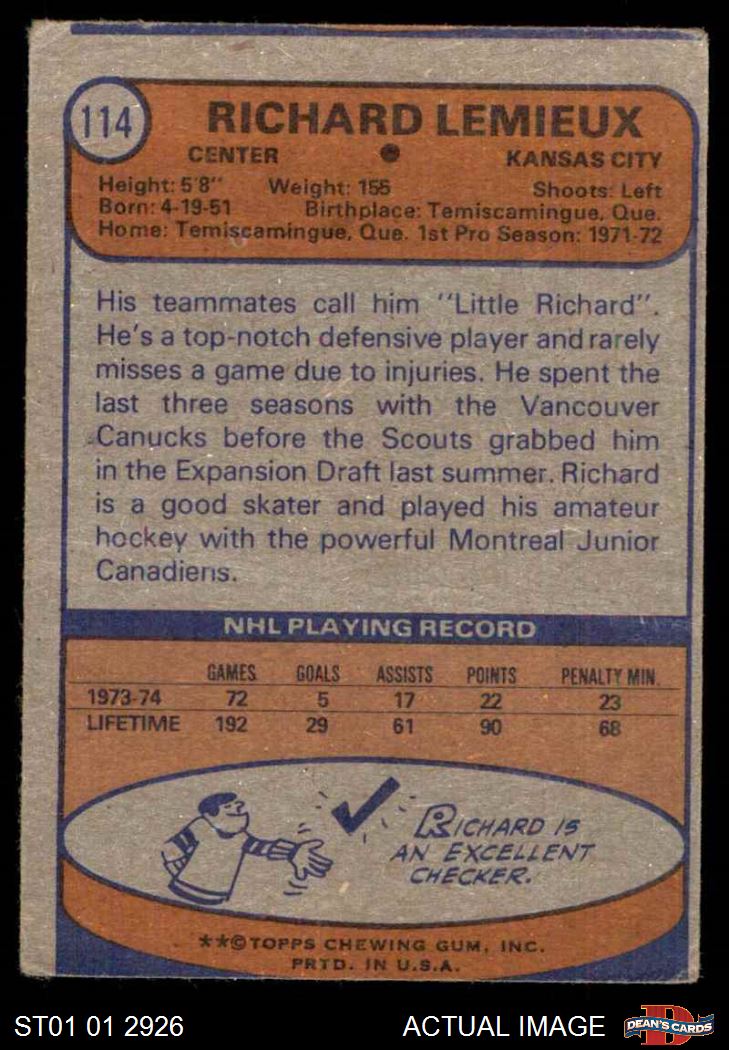 114
RICHARD LEMIEUX
CENTER KANSAS CITY
Height: 5'8" Weight: 155 Shoots: Left
Born: 4-19-51 Birthplace: Temiscamingue, Que.
Home: Temiscamingue, Que. 1st Pro Season: 1971-72
His teammates call him "Little Richard".
He's a top-notch defensive player and rarely
misses a game due to injuries. He spent the
last three seasons with the Vancouver
Canucks before the Scouts grabbed him
in the Expansion Draft last summer. Richard
is a good skater and played his amateur
hockey with the powerful Montreal Junior
Canadiens.
NHL PLAYING RECORD
GAMES GOALS ASSISTS POINTS PENALTY MIN.
1973-74 72 5 17 22 23
LIFETIME 192 29 61 90 68
RICHARD IS
AN EXCELLENT
CHECKER.
**©TOPPS CHEWING GUM, INC.
PRTD. IN U.S.A.
ST01 01 2926 ACTUAL IMAGE DEAN'S CARDS